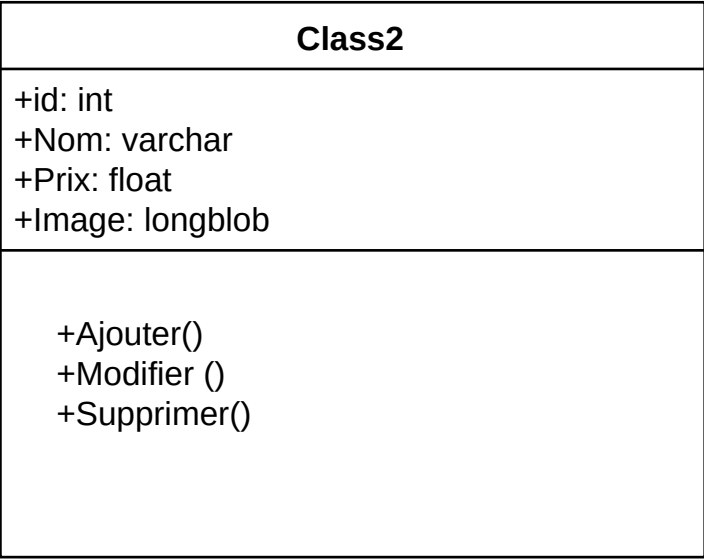 Class2
+id: int
+Nom: varchar
+Prix: float
+Image: longblob
+Ajouter()
+Modifier ()
+Supprimer()